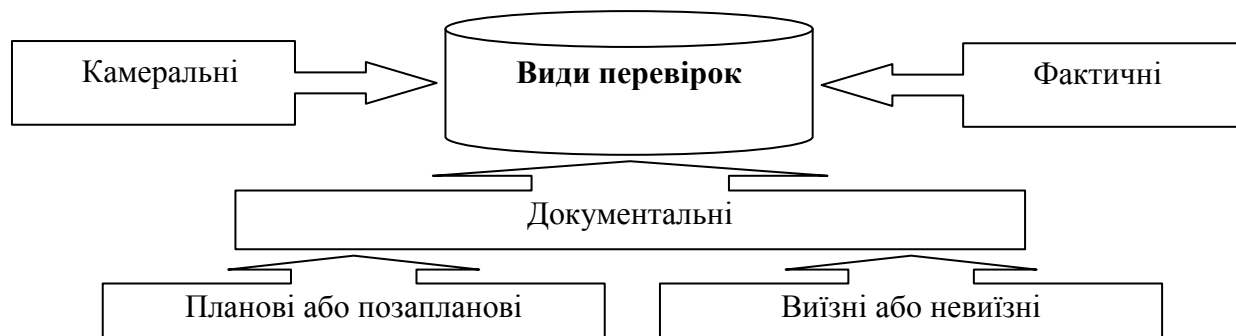 Камеральні
Види перевірок
Фактичні
Документальні
Планові або позапланові
Виїзні або невиїзні